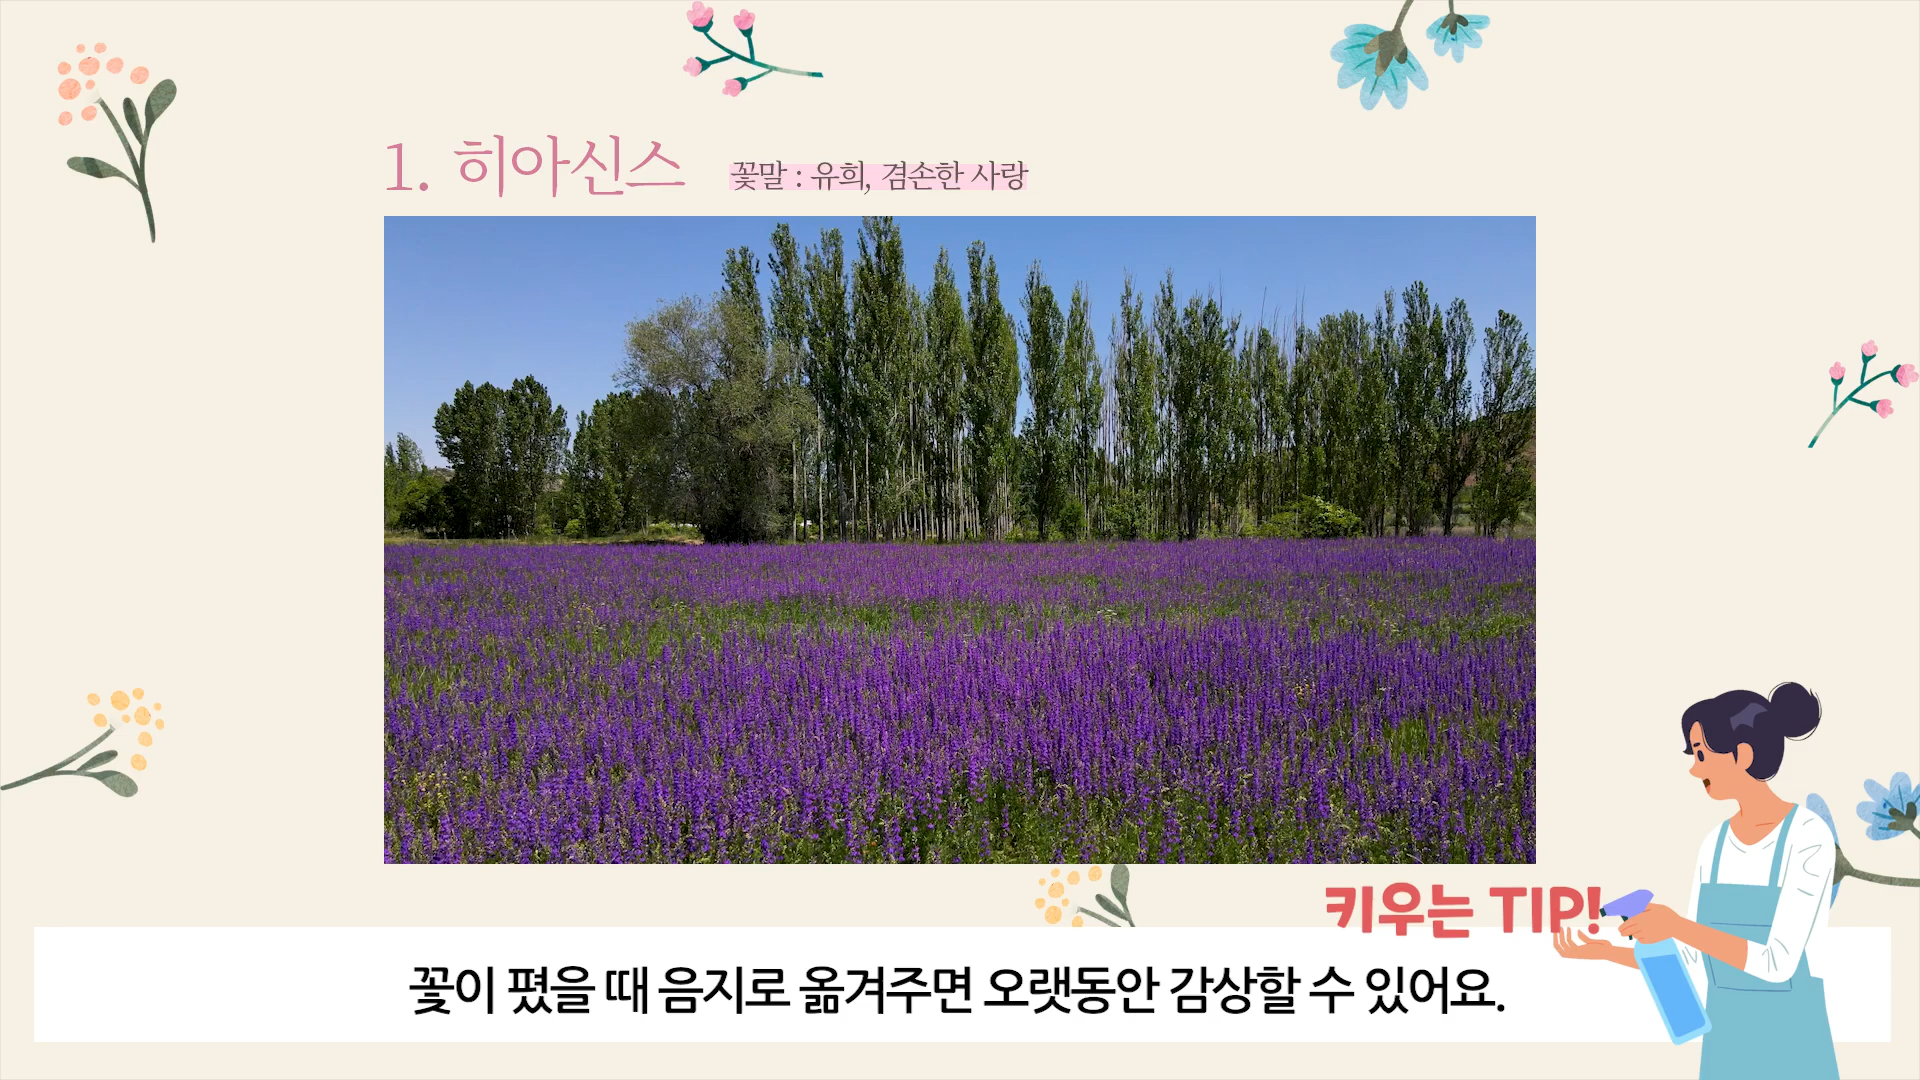 1. 히아신스 꽃말 : 유희, 겸손한 사랑
키우는 TIP!
꽃이 폈을 때 음지로 옮겨주면 오랫동안 감상할 수 있어요.